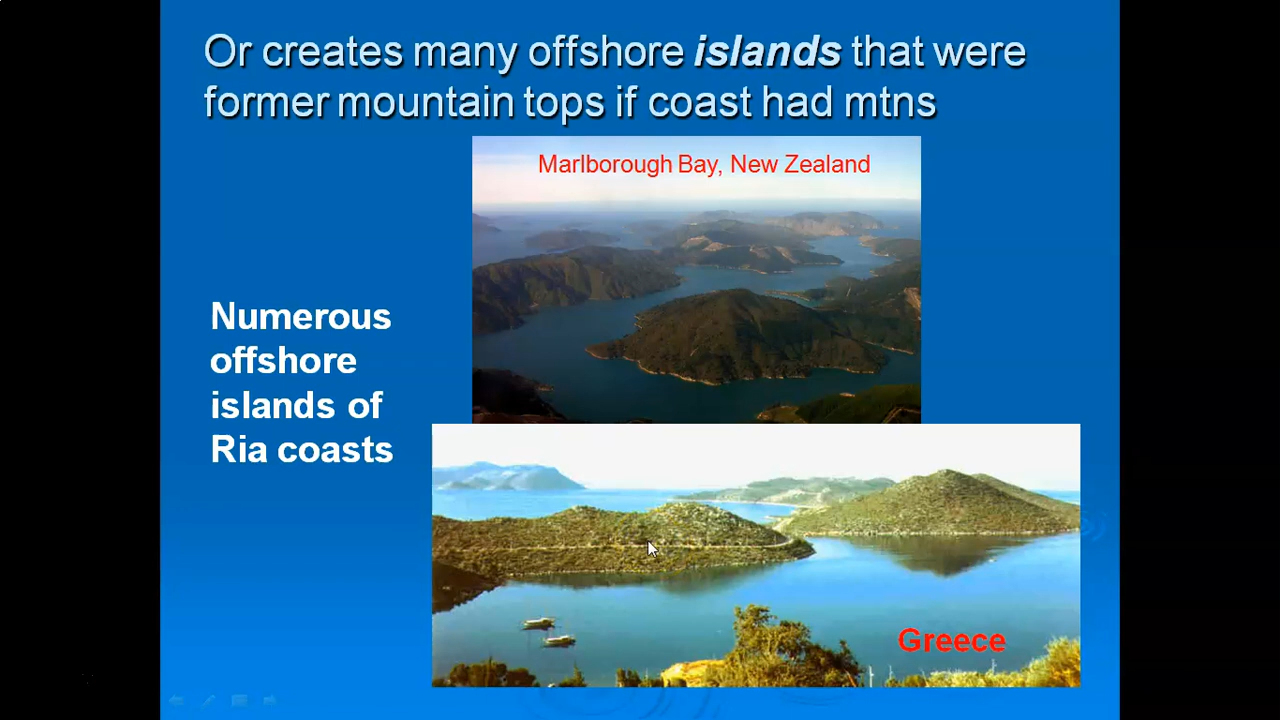 Or creates many offshore islands that were
former mountain tops if coast had mtns
Marlborough Bay, New Zealand
Numerous
offshore
islands of
Ria coasts
Greece